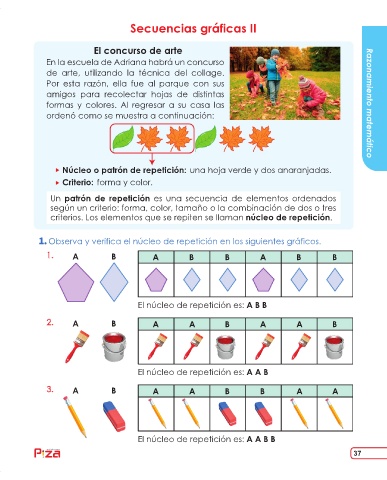 Secuencias gráficas II
El concurso de arte
En la escuela de Adriana habrá un concurso
de arte, utilizando la técnica del collage.
Por esta razón, ella fue al parque con sus
amigos para recolectar hojas de distintas
formas y colores. Al regresar a su casa las
ordenó como se muestra a continuación:
Razonamiento matemático
▸ Núcleo o patrón de repetición: una hoja verde y dos anaranjadas.
▸ Criterio: forma y color.
Un patrón de repetición es una secuencia de elementos ordenados
según un criterio: forma, color, tamaño o la combinación de dos o tres
criterios. Los elementos que se repiten se llaman núcleo de repetición.
1. Observa y verifica el núcleo de repetición en los siguientes gráficos.
1. A B A B B A B B
El núcleo de repetición es: A B B
2. A B A A B A A B
El núcleo de repetición es: A A B
3. A B A A B B A A
El núcleo de repetición es: A A B B
Piza
37